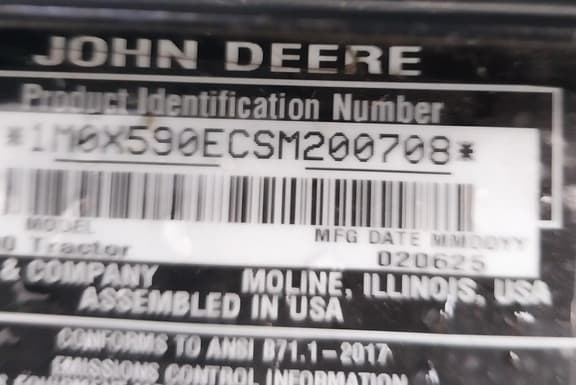 JOHN DEERE
Product Identification Number
*1M0X590ECSM200708*
MODEL MFG DATE MMDDYY
0 Tractor 020625
& COMPANY MOLINE, ILLINOIS, USA
ASSEMBLED IN USA
CONFORMS TO ANSI B71.1-2017
EMISSIONS CONTROL INFORMATION